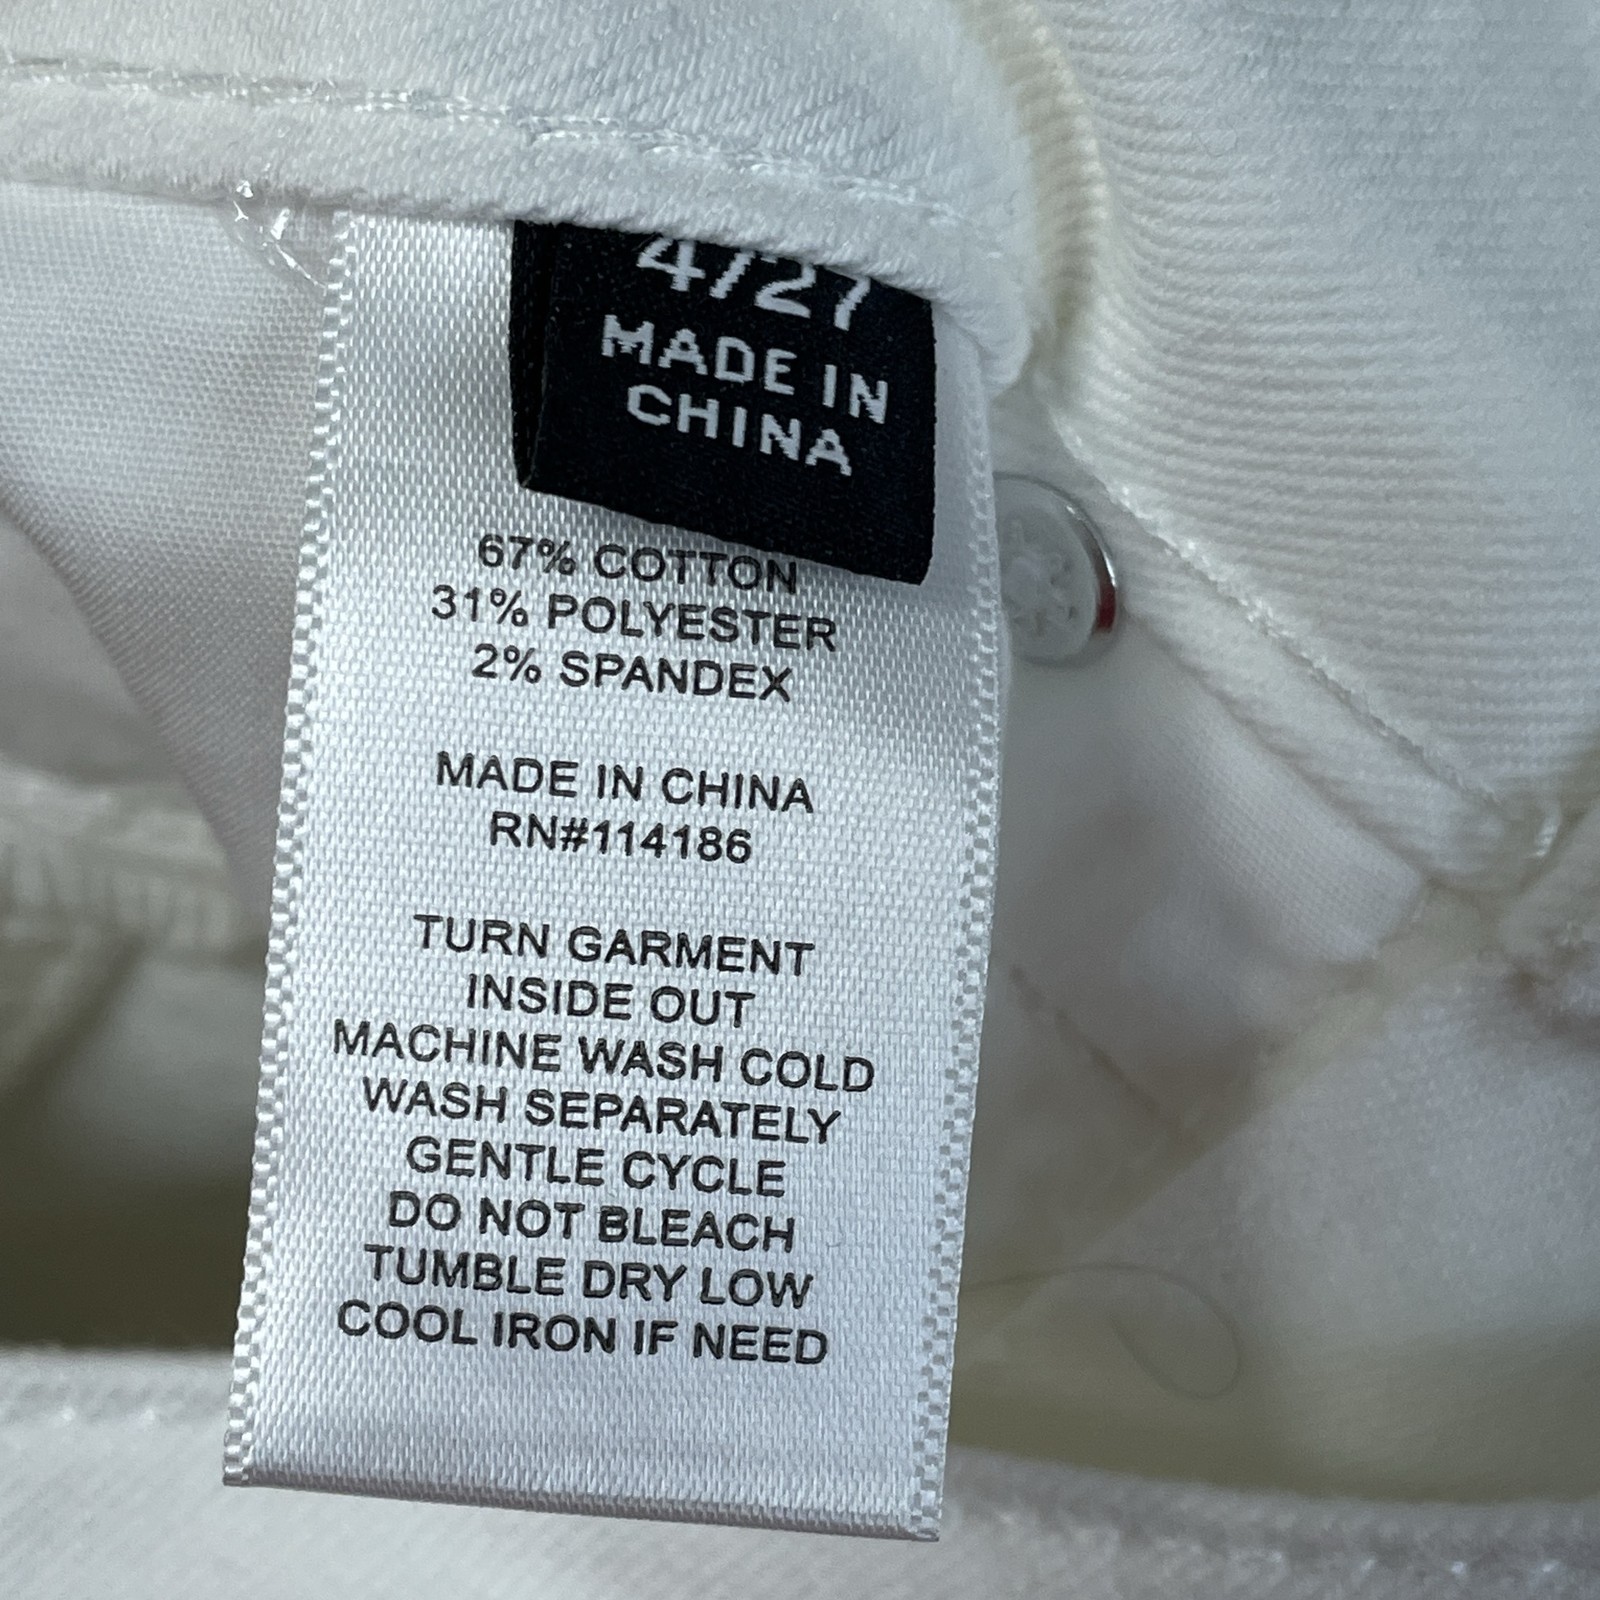 4/27
MADE IN
CHINA
67% COTTON
31% POLYESTER
2% SPANDEX
MADE IN CHINA
RN#114186
TURN GARMENT
INSIDE OUT
MACHINE WASH COLD
WASH SEPARATELY
GENTLE CYCLE
DO NOT BLEACH
TUMBLE DRY LOW
COOL IRON IF NEED